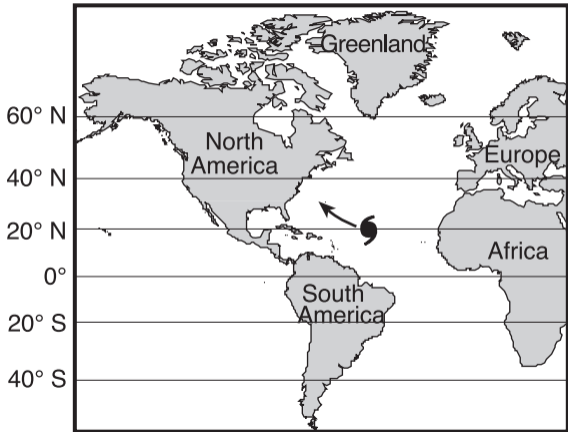 Greenland
60° N
North
America
Europe
40° N
20° N
Africa
0°
South
America
20° S
40° S